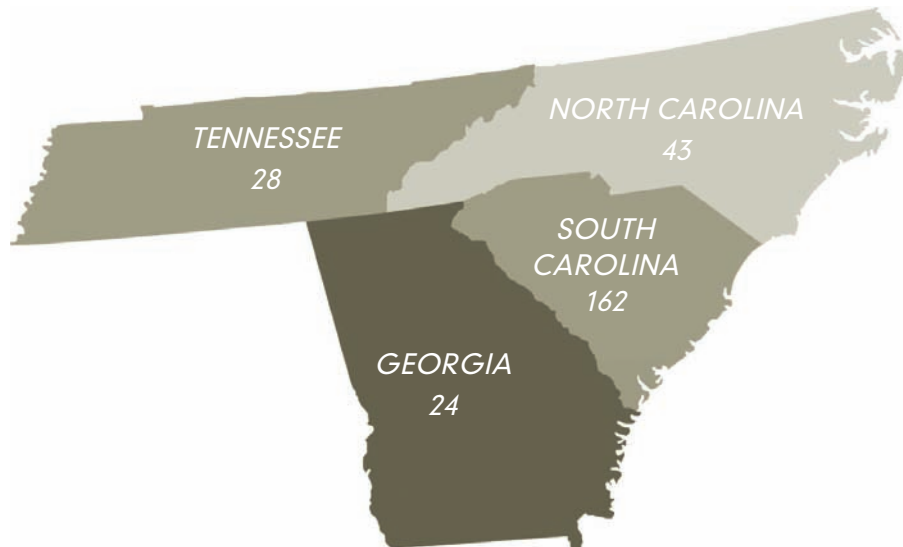 NORTH CAROLINA
43
TENNESSEE
28
SOUTH
CAROLINA
162
GEORGIA
24